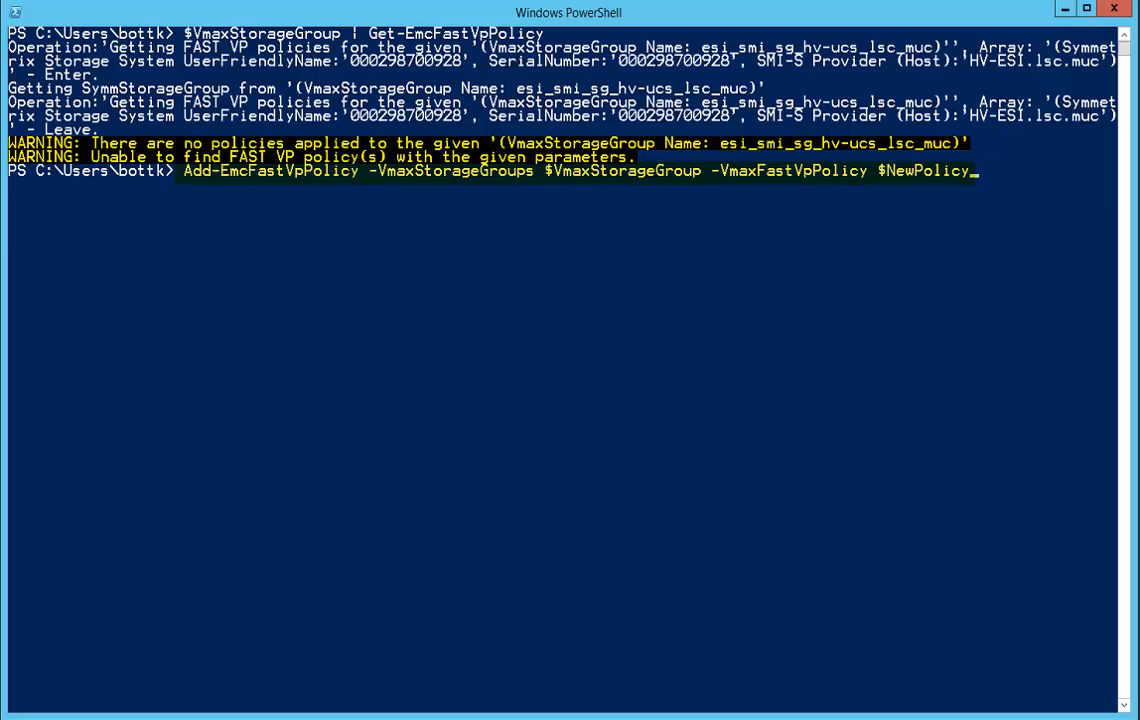 Windows PowerShell
PS C:\Users\bottk> $VmaxStorageGroup | Get-EmcFastVpPolicy
Operation:'Getting FAST VP policies for the given '(VmaxStorageGroup Name: esi_smi_sg_hv-ucs_lsc_muc)'', Array: '(Symmet
rix Storage System UserFriendlyName:'000298700928', SerialNumber:'000298700928', SMI-S Provider (Host):'HV-ESI.lsc.muc')
' - Enter.
Getting SymmStorageGroup from '(VmaxStorageGroup Name: esi_smi_sg_hv-ucs_lsc_muc)'
Operation:'Getting FAST VP policies for the given '(VmaxStorageGroup Name: esi_smi_sg_hv-ucs_lsc_muc)'', Array: '(Symmet
rix Storage System UserFriendlyName:'000298700928', SerialNumber:'000298700928', SMI-S Provider (Host):'HV-ESI.lsc.muc')
' - Leave.
WARNING: There are no policies applied to the given '(VmaxStorageGroup Name: esi_smi_sg_hv-ucs_lsc_muc)'
WARNING: Unable to find FAST VP policy(s) with the given parameters.
PS C:\Users\bottk> Add-EmcFastVpPolicy -VmaxStorageGroups $VmaxStorageGroup -VmaxFastVpPolicy $NewPolicy_